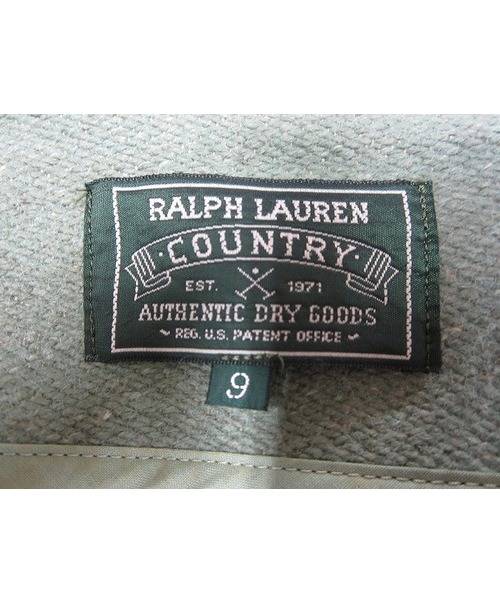 RALPH LAUREN
COUNTRY
EST. 1971
AUTHENTIC DRY GOODS
~ REG. U.S. PATENT OFFICE ~
9